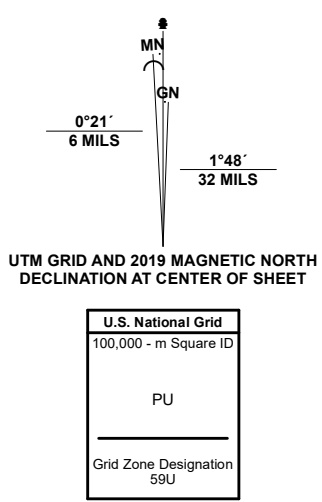 MN
GN
0°21´
6 MILS
1°48´
32 MILS
UTM GRID AND 2019 MAGNETIC NORTH
DECLINATION AT CENTER OF SHEET
U.S. National Grid
100,000 - m Square ID
PU
Grid Zone Designation
59U